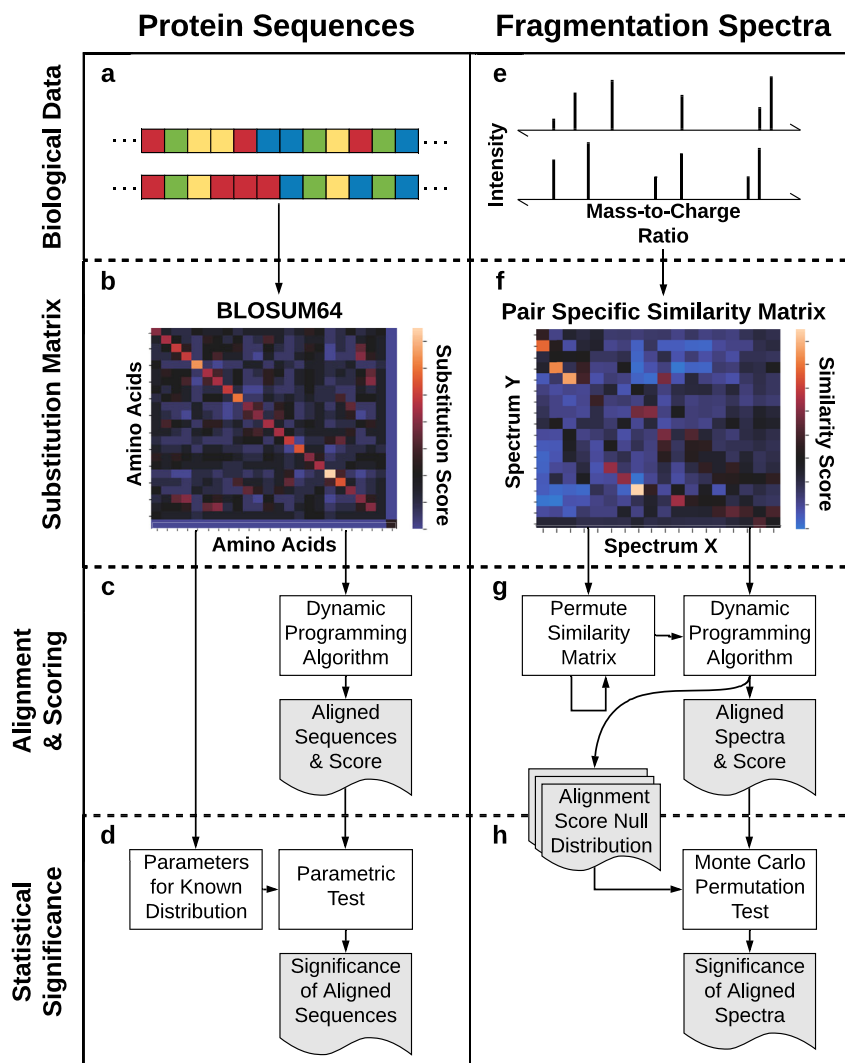 Protein Sequences
Fragmentation Spectra
Biological Data
a
...
...
...
...
e
Intensity
Mass-to-Charge
Ratio
Substitution Matrix
b
BLOSUM64
Amino Acids
Amino Acids
Substitution Score
f
Pair Specific Similarity Matrix
Spectrum Y
Spectrum X
Similarity Score
Alignment
& Scoring
c
Dynamic
Programming
Algorithm
Aligned
Sequences
& Score
g
Permute
Similarity
Matrix
Dynamic
Programming
Algorithm
Aligned
Spectra
& Score
Alignment
Score Null
Distribution
Statistical
Significance
d
Parameters
for Known
Distribution
Parametric
Test
Significance
of Aligned
Sequences
h
Monte Carlo
Permutation
Test
Significance
of Aligned
Spectra